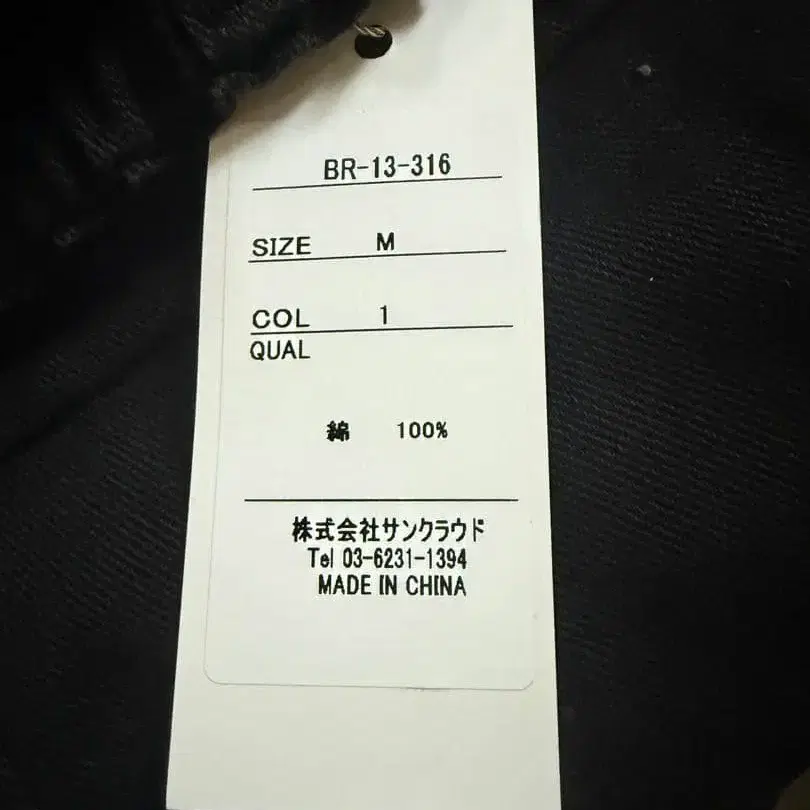 BR-13-316
SIZE M
COL 1
QUAL
綿 100%
株式会社サンクラウド
Tel 03-6231-1394
MADE IN CHINA